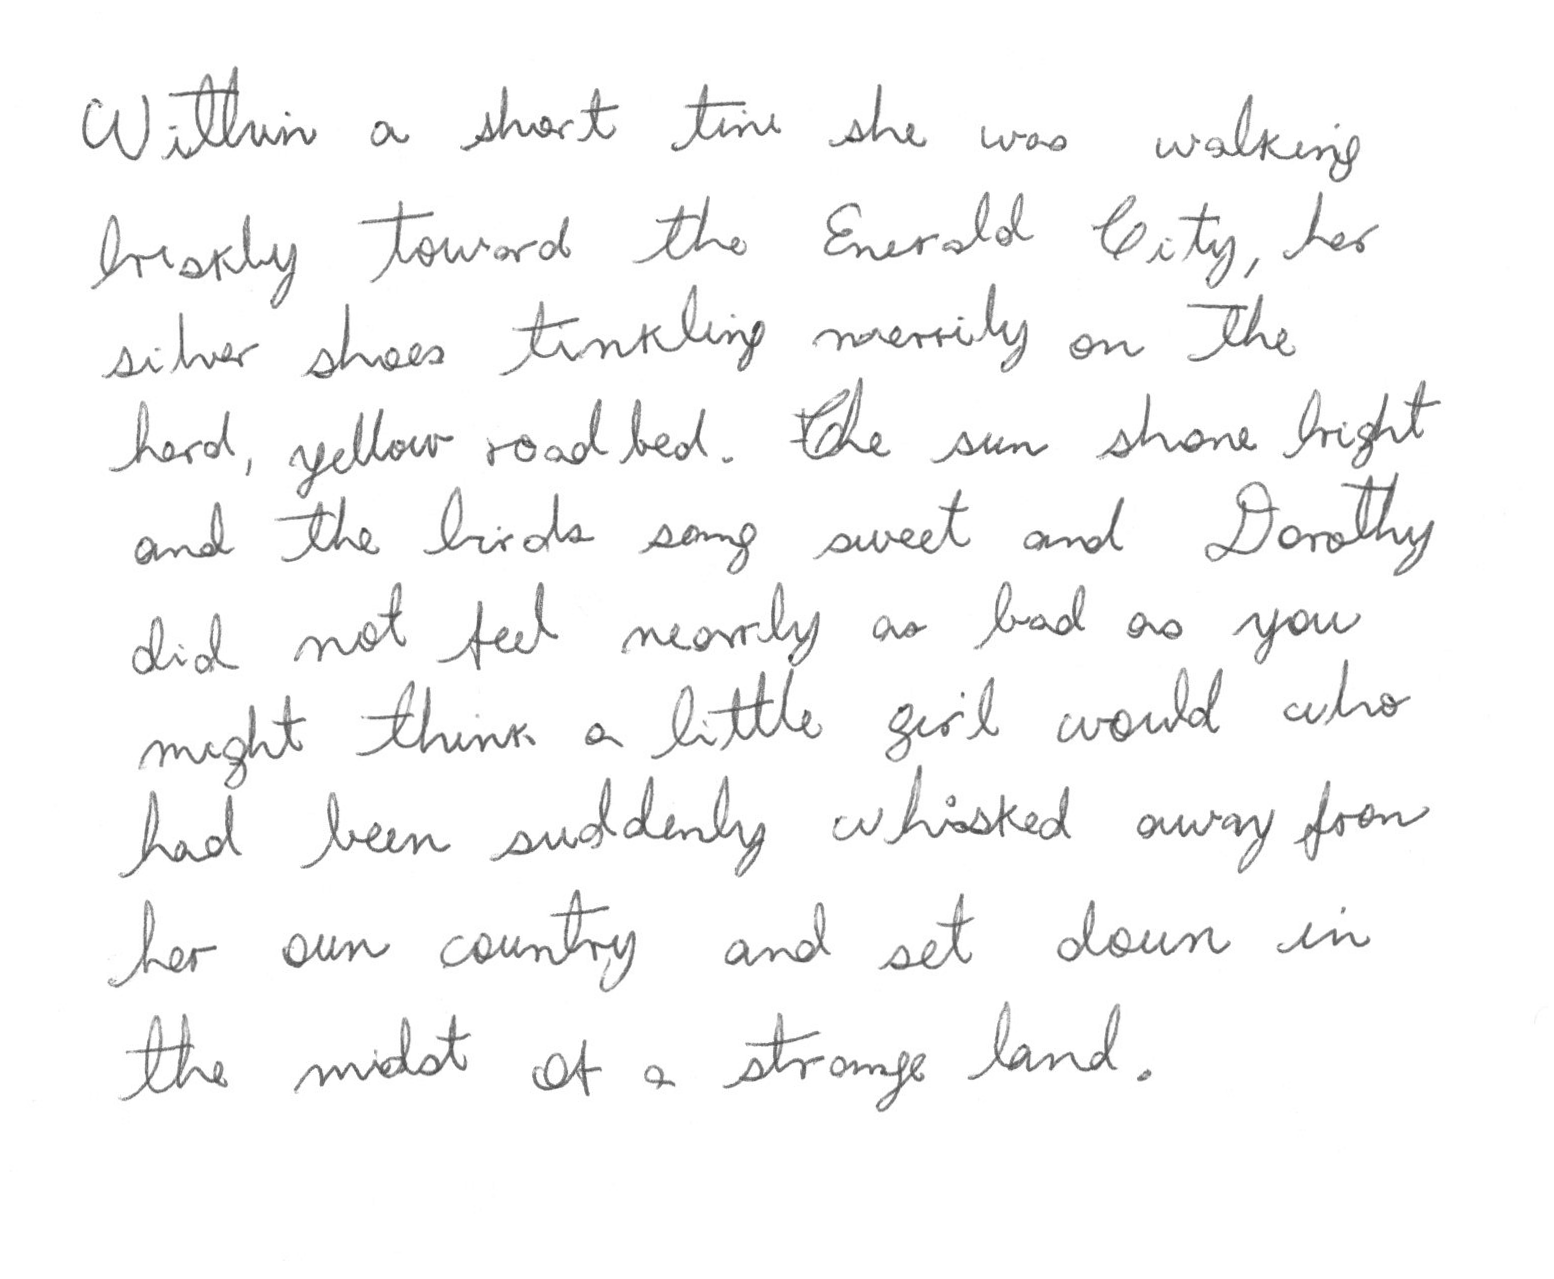 Within a short time she was walking
briskly toward the Emerald City, her
silver shoes tinkling merrily on the
hard, yellow roadbed. The sun shone bright
and the birds sang sweet and Dorothy
did not feel nearly as bad as you
might think a little girl would who
had been suddenly whisked away from
her own country and set down in
the midst of a strange land.